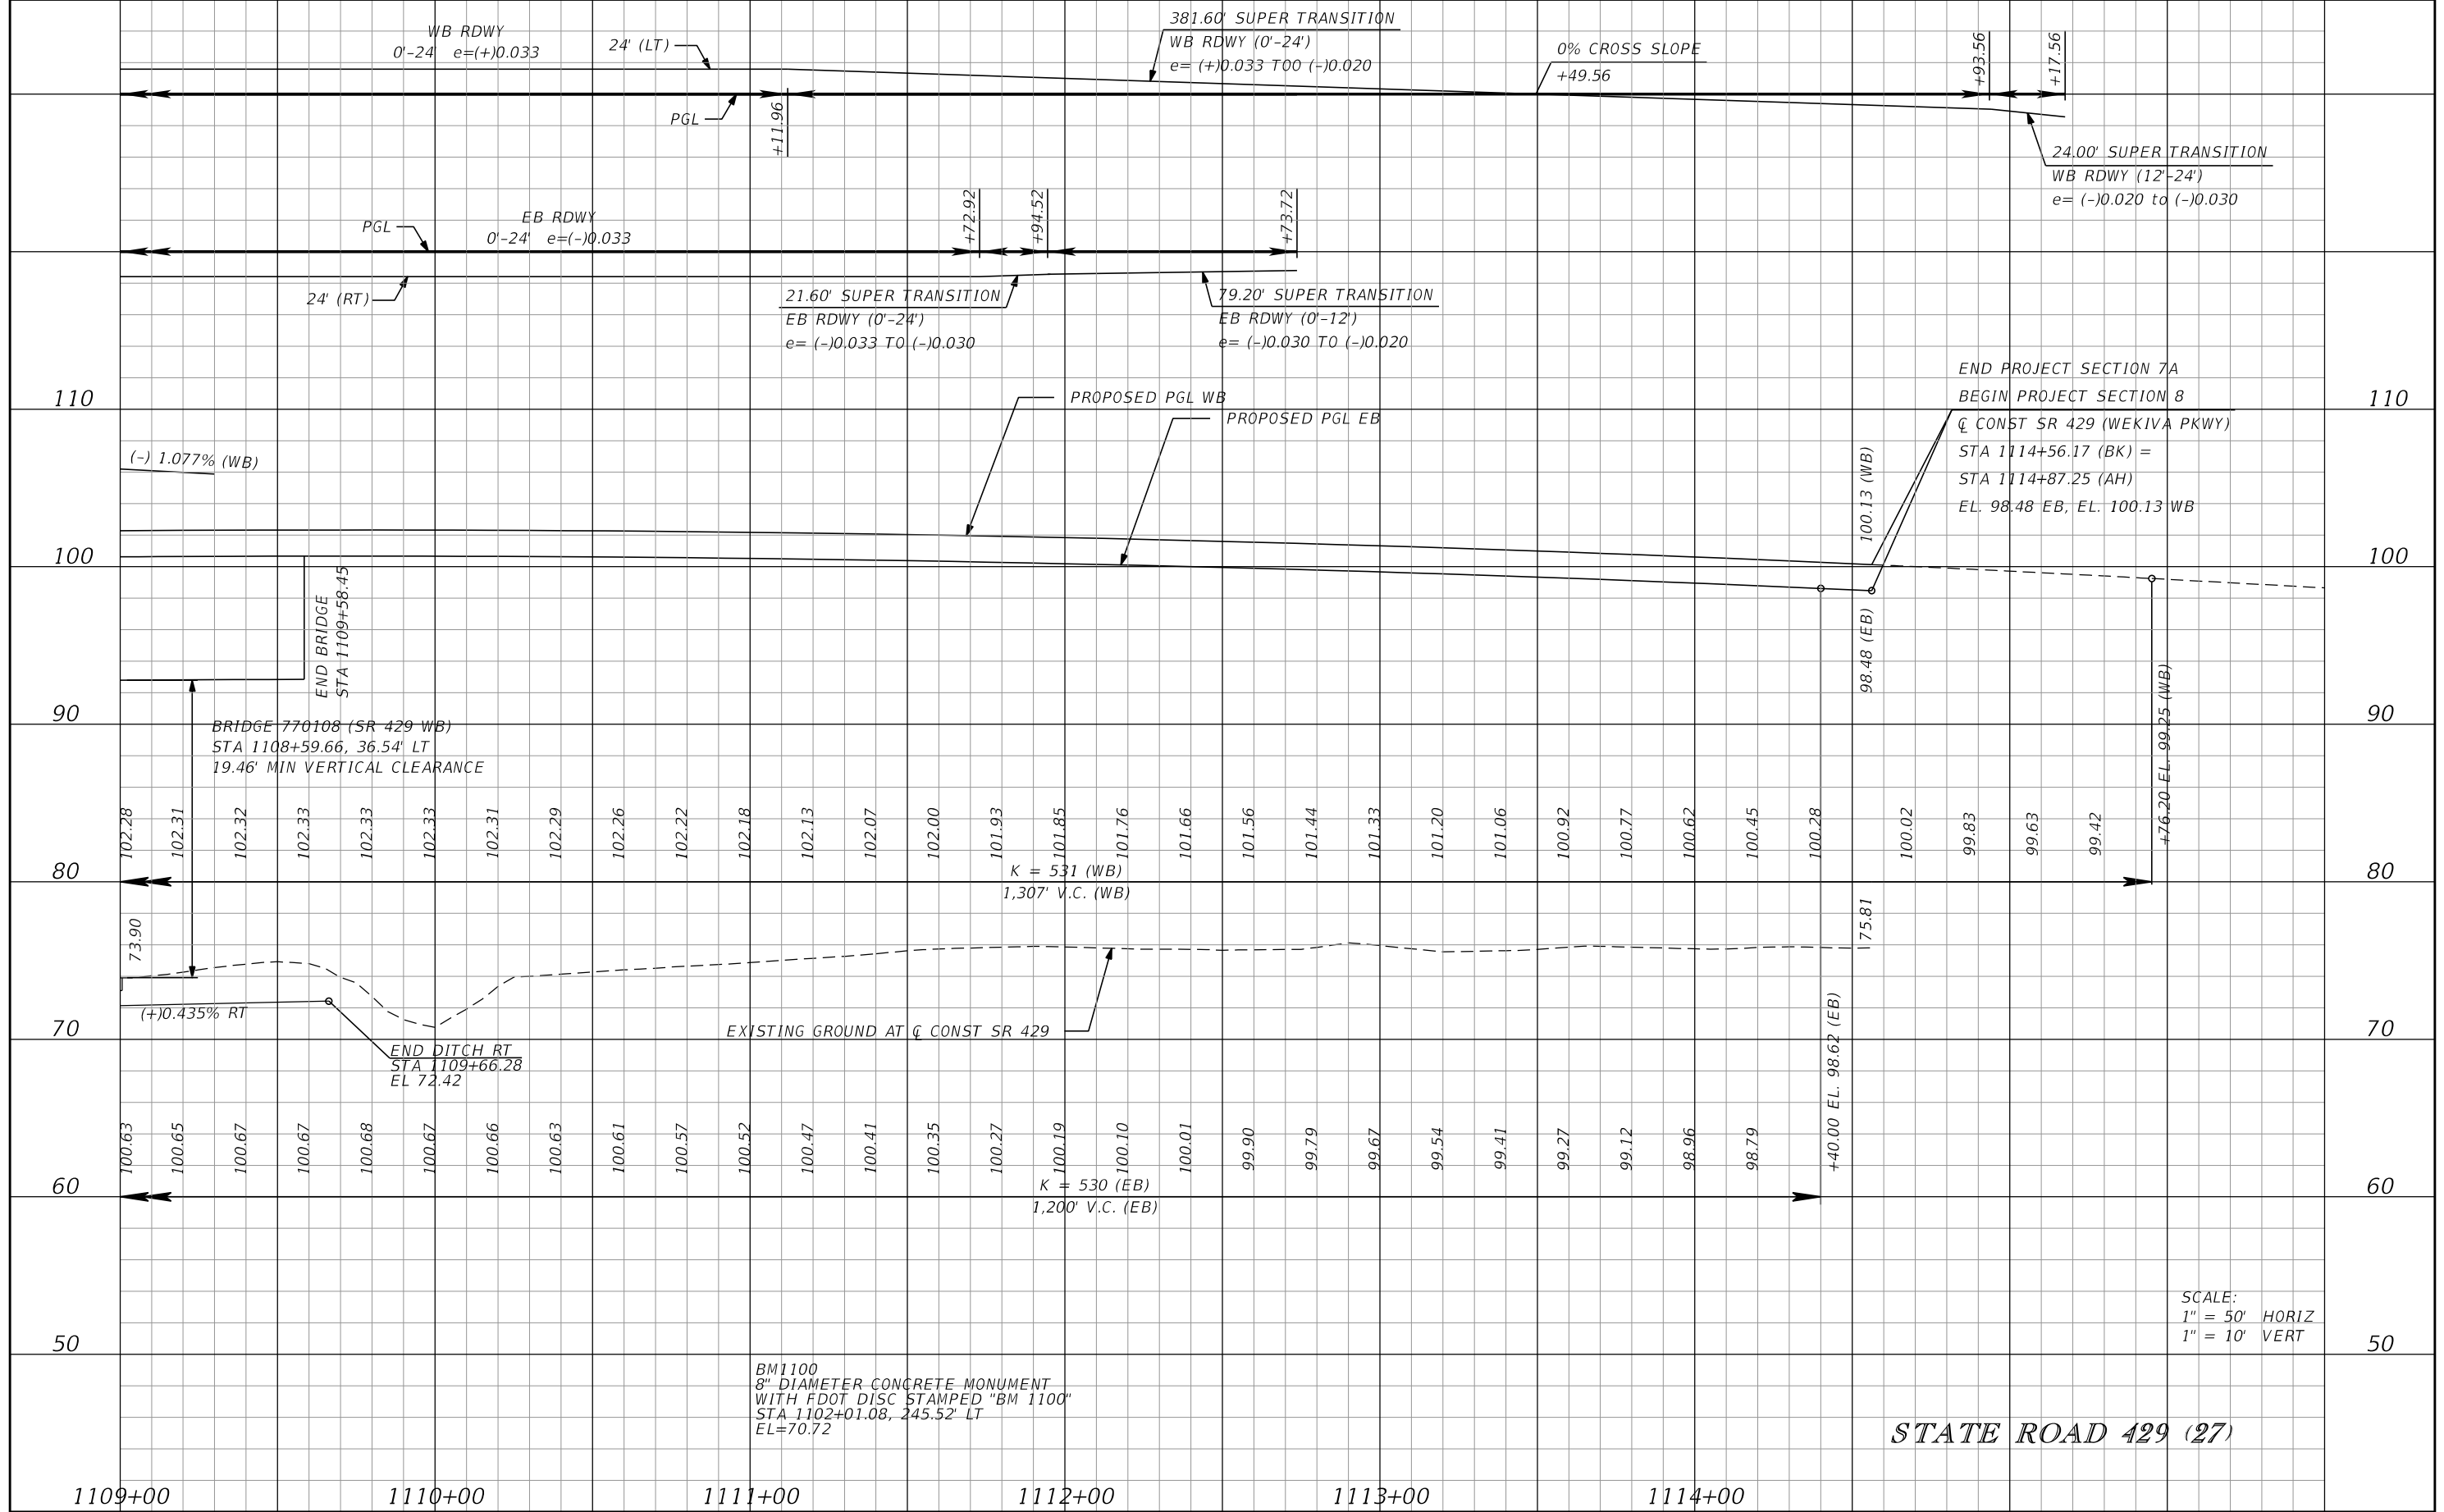 WB RDWY
0'-24' e=(+)0.033
24' (LT)
PGL
+11.96
381.60' SUPER TRANSITION
WB RDWY (0'-24')
e= (+)0.033 TOO (-)0.020
0% CROSS SLOPE
+49.56
+93.56
+17.56
24.00' SUPER TRANSITION
WB RDWY (12'-24')
e= (-)0.020 to (-)0.030
PGL
EB RDWY
0'-24' e=(-)0.033
24' (RT)
+72.92
+94.52
+73.72
21.60' SUPER TRANSITION
EB RDWY (0'-24')
e= (-)0.033 TO (-)0.030
79.20' SUPER TRANSITION
EB RDWY (0'-12')
e= (-)0.030 TO (-)0.020
END PROJECT SECTION 7A
BEGIN PROJECT SECTION 8
℄ CONST SR 429 (WEKIVA PKWY)
STA 1114+56.17 (BK) =
STA 1114+87.25 (AH)
EL. 98.48 EB, EL. 100.13 WB
PROPOSED PGL WB
PROPOSED PGL EB
110
110
(-) 1.077% (WB)
100.13 (WB)
100
100
END BRIDGE
STA 1109+58.45
98.48 (EB)
90
90
BRIDGE 770108 (SR 429 WB)
STA 1108+59.66, 36.54' LT
19.46' MIN VERTICAL CLEARANCE
+76.20 EL. 99.25 (WB)
102.28 102.31 102.32 102.33 102.33 102.33 102.31 102.29 102.26 102.22 102.18 102.13 102.07 102.00 101.93 101.85 101.76 101.66 101.56 101.44 101.33 101.20 101.06 100.92 100.77 100.62 100.45 100.28 100.02 99.83 99.63 99.42
80
80
K = 531 (WB)
1,307' V.C. (WB)
73.90
75.81
(+)0.435% RT
70
70
EXISTING GROUND AT ℄ CONST SR 429
END DITCH RT
STA 1109+66.28
EL 72.42
+40.00 EL. 98.62 (EB)
100.63 100.65 100.67 100.67 100.68 100.67 100.66 100.63 100.61 100.57 100.52 100.47 100.41 100.35 100.27 100.19 100.10 100.01 99.90 99.79 99.67 99.54 99.41 99.27 99.12 98.96 98.79
60
60
K = 530 (EB)
1,200' V.C. (EB)
SCALE:
1" = 50' HORIZ
1" = 10' VERT
50
50
BM1100
8" DIAMETER CONCRETE MONUMENT
WITH FDOT DISC STAMPED "BM 1100"
STA 1102+01.08, 245.52' LT
EL=70.72
STATE ROAD 429 (27)
1109+00 1110+00 1111+00 1112+00 1113+00 1114+00